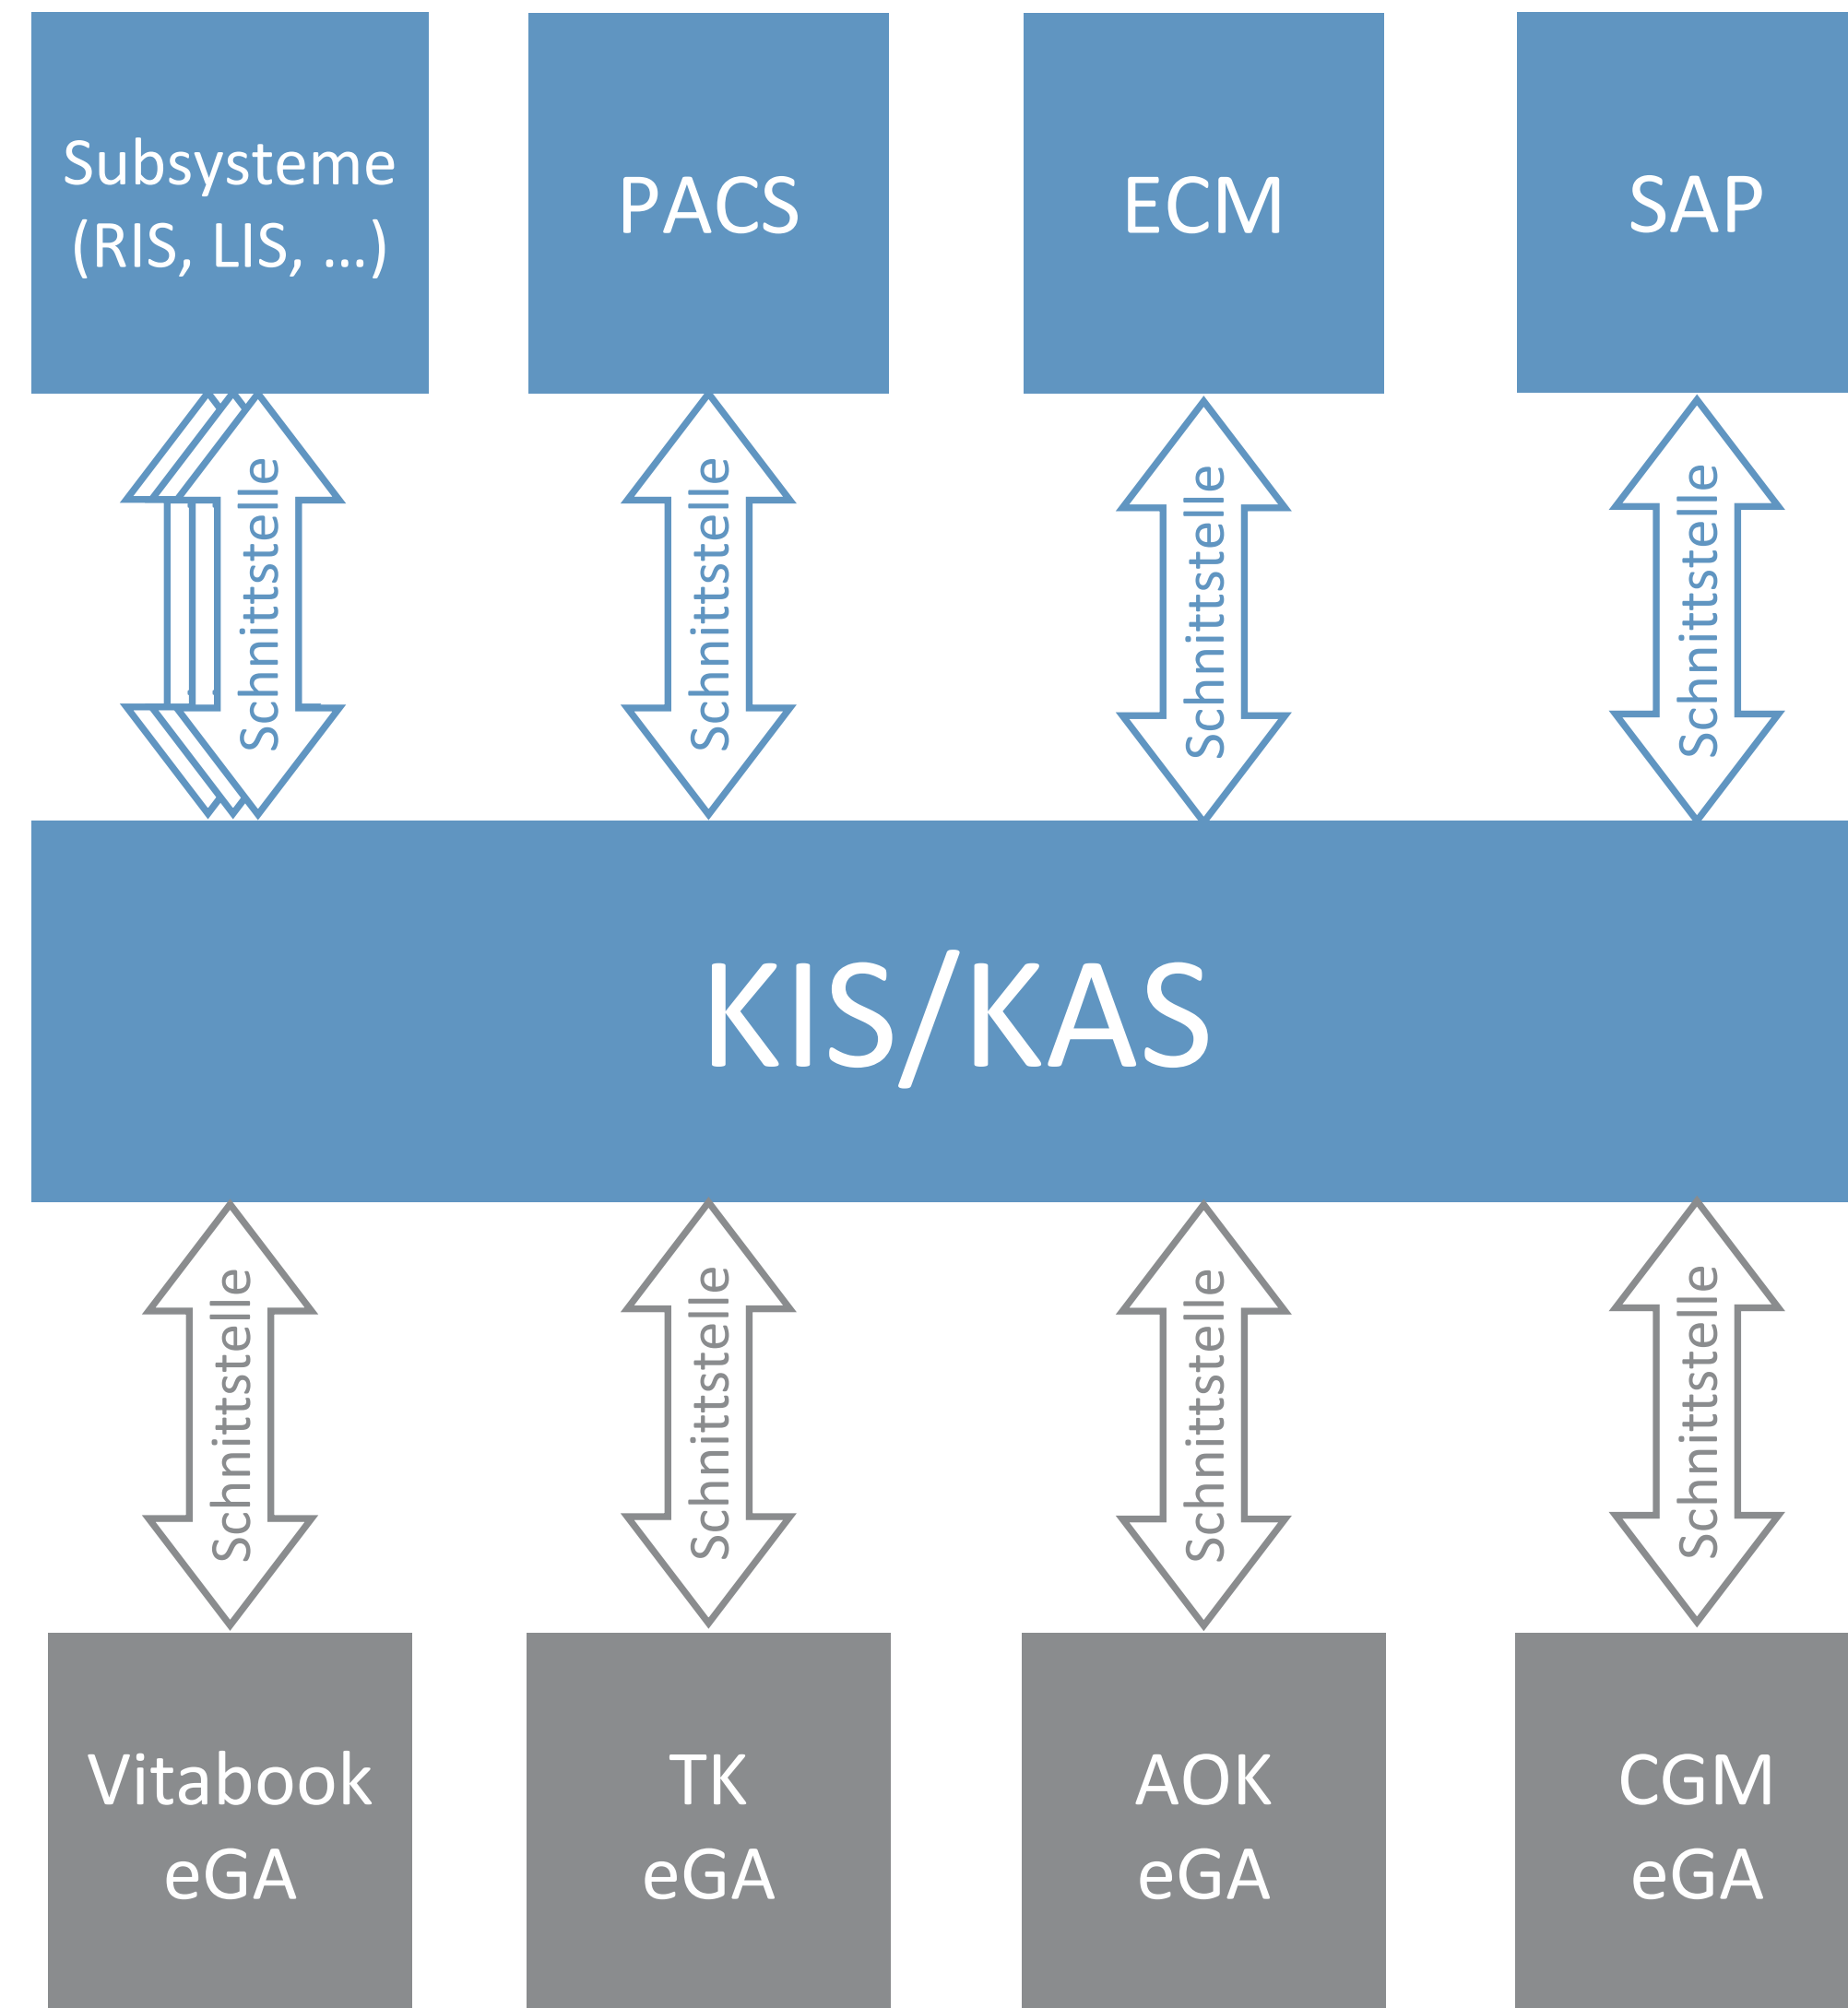 Subsysteme
(RIS, LIS, ...)
PACS
ECM
SAP
Schnittstelle
Schnittstelle
Schnittstelle
Schnittstelle
KIS/KAS
Schnittstelle
Schnittstelle
Schnittstelle
Schnittstelle
Vitabook
eGA
TK
eGA
AOK
eGA
CGM
eGA